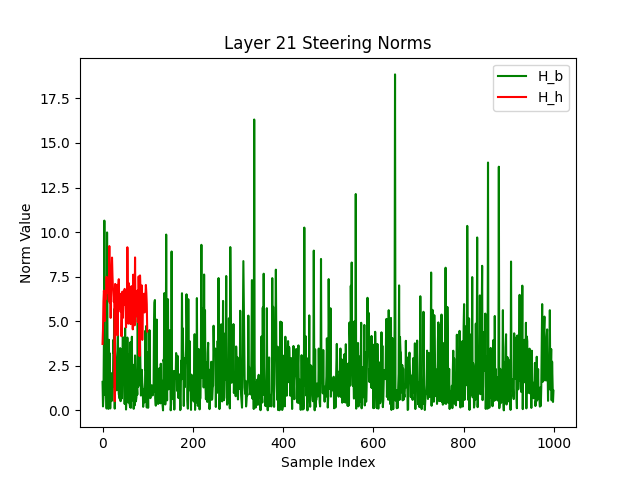 Layer 21 Steering Norms
H_b
H_h
Norm Value
17.5
15.0
12.5
10.0
7.5
5.0
2.5
0.0
0 200 400 600 800 1000
Sample Index